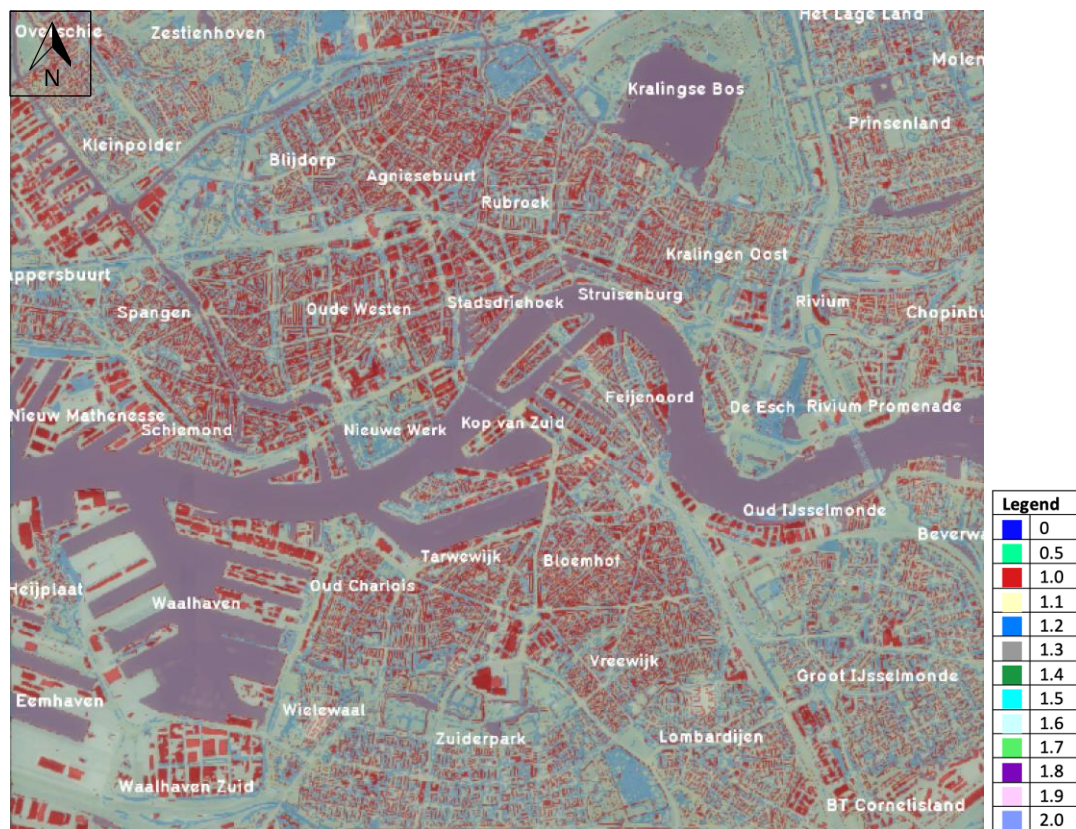 Het Lage Land
Overschie
Zestienhoven
Molen
N
Kralingse Bos
Prinsenland
Kleinpolder
Blijdorp
Agniesebuurt
Rubroek
Kralingen Oost
appersbuurt
Stadsdriehoek
Struisenburg
Rivium
Spangen
Oude Westen
Chopinbu
Feijenoord
De Esch
Rivium Promenade
Nieuw Mathenesse
Schiemond
Nieuwe Werk
Kop van Zuid
Oud IJsselmonde
Beverwa
Tarwewijk
Bloemhof
Heijplaat
Oud Charlois
Waalhaven
Vreewijk
Groot IJsselmonde
Eemhaven
Wielewaal
Zuiderpark
Lombardijen
Waalhaven Zuid
BT Cornelisland
Legend
0
0.5
1.0
1.1
1.2
1.3
1.4
1.5
1.6
1.7
1.8
1.9
2.0